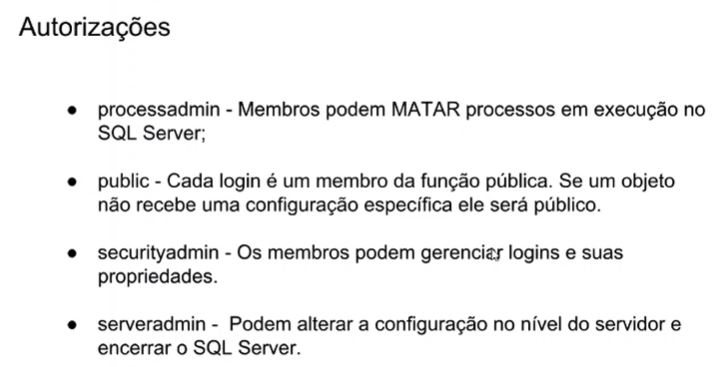 Autorizações
● processadmin - Membros podem MATAR processos em execução no
SQL Server;
● public - Cada login é um membro da função pública. Se um objeto
não recebe uma configuração específica ele será público.
● securityadmin - Os membros podem gerenciar logins e suas
propriedades.
● serveradmin -  Podem alterar a configuração no nível do servidor e
encerrar o SQL Server.